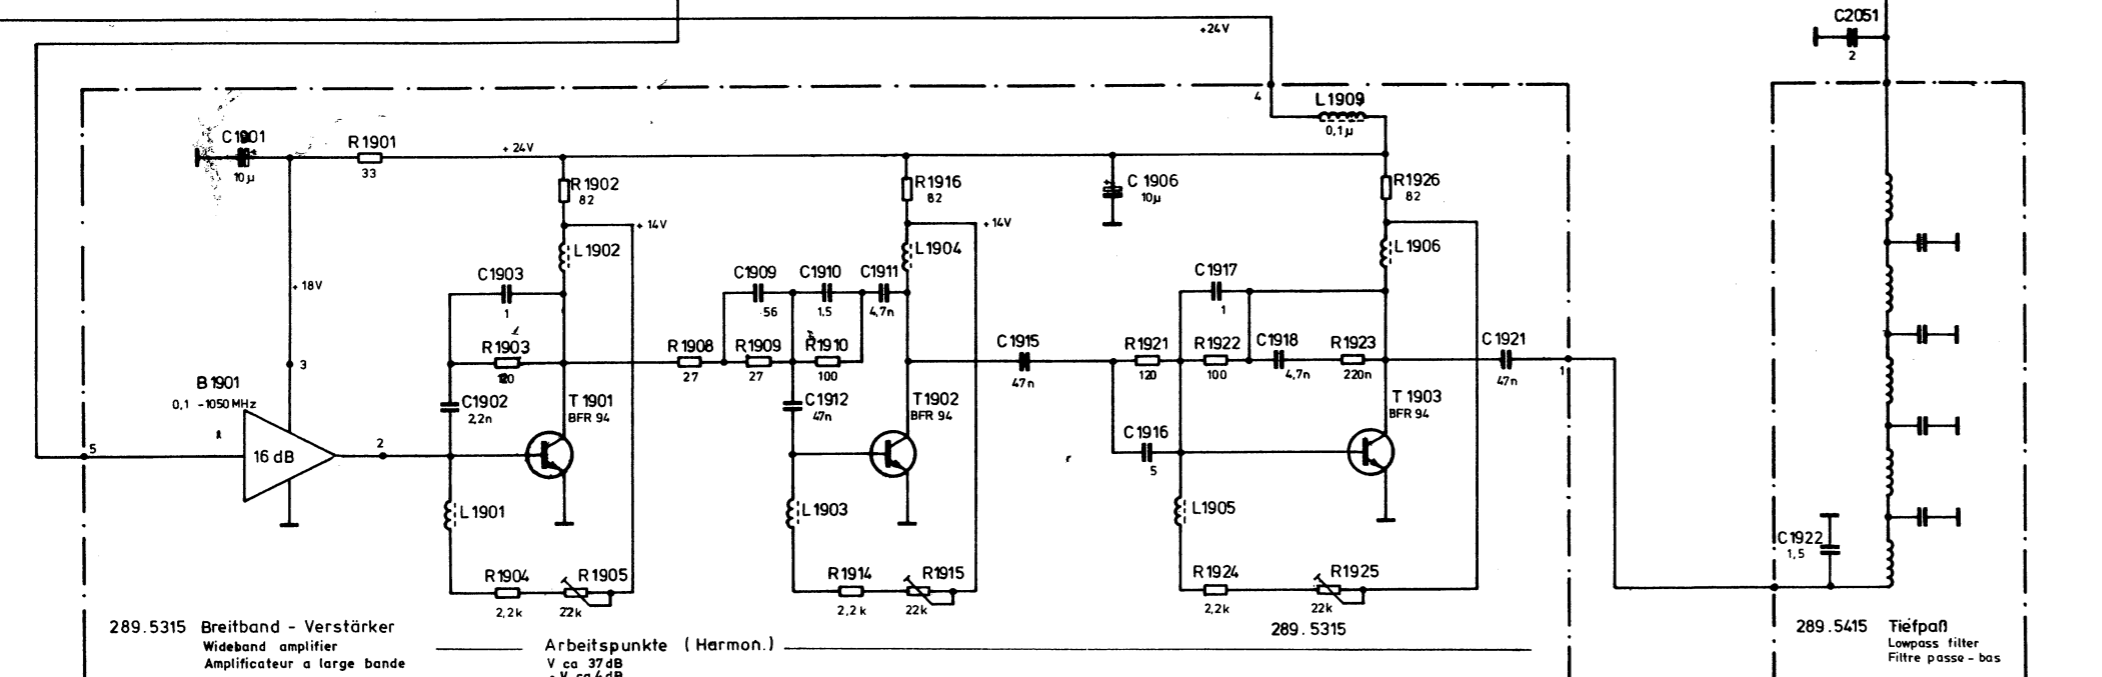 C2051
2
+24V
4
L1909
0,1µ
C1901
10µ
R1901
33
+ 24V
R1902
82
+ 14V
L1902
R1916
82
+ 14V
L1904
C 1906
10µ
R1926
82
L1906
+ 18V
3
C1903
1
R1903
C1902
2,2n
T 1901
BFR 94
C1909
56
C1910
1,5
C1911
4,7n
R1908
27
R1909
27
R1910
100
C1912
47n
T1902
BFR 94
C1915
47n
C1917
1
R1921
120
R1922
100
C1918
4,7n
R1923
220n
C1921
47n
1
T 1903
BFR 94
C1916
5
B 1901
0,1 -1050 MHz
16 dB
5
2
L1901
L1903
L1905
R1904
2,2k
R1905
22k
R1914
2,2k
R1915
22k
R1924
2,2k
R1925
22k
C1922
1,5
289.5315 Breitband - Verstärker
Wideband amplifier
Amplificateur a large bande
Arbeitspunkte (Harmon.)
V ca 37dB
289.5315
289.5415 Tiefpaß
Lowpass filter
Filtre passe - bas